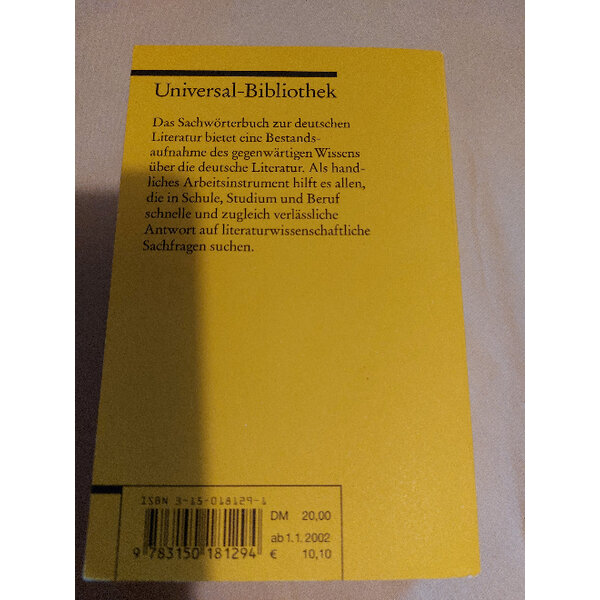 Universal-Bibliothek
Das Sachwörterbuch zur deutschen
Literatur bietet eine Bestands-
aufnahme des gegenwärtigen Wissens
über die deutsche Literatur. Als hand-
liches Arbeitsinstrument hilft es allen,
die in Schule, Studium und Beruf
schnelle und zugleich verlässliche
Antwort auf literaturwissenschaftliche
Sachfragen suchen.
ISBN 3-15-018129-1
DM 20,00
ab 1.1.2002
€ 10,10
9 783150 181294